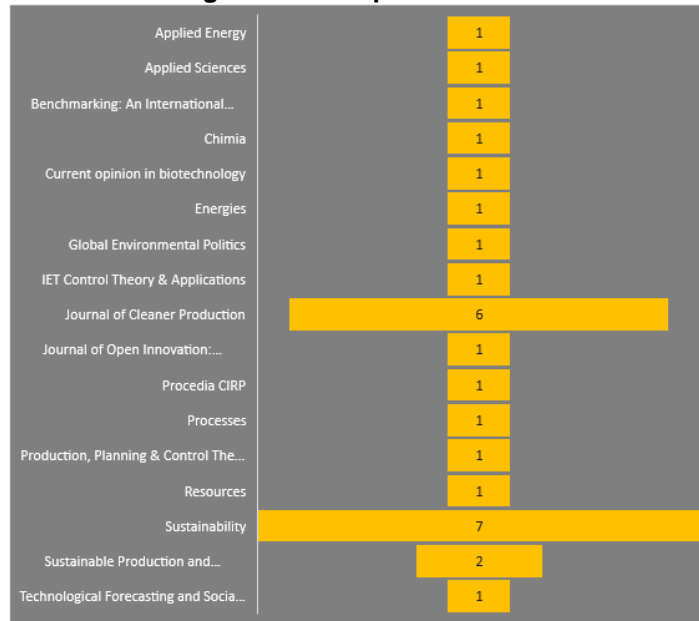 Applied Energy 1
Applied Sciences 1
Benchmarking: An International... 1
Chimia 1
Current opinion in biotechnology 1
Energies 1
Global Environmental Politics 1
IET Control Theory & Applications 1
Journal of Cleaner Production 6
Journal of Open Innovation:... 1
Procedia CIRP 1
Processes 1
Production, Planning & Control The... 1
Resources 1
Sustainability 7
Sustainable Production and... 2
Technological Forecasting and Socia... 1